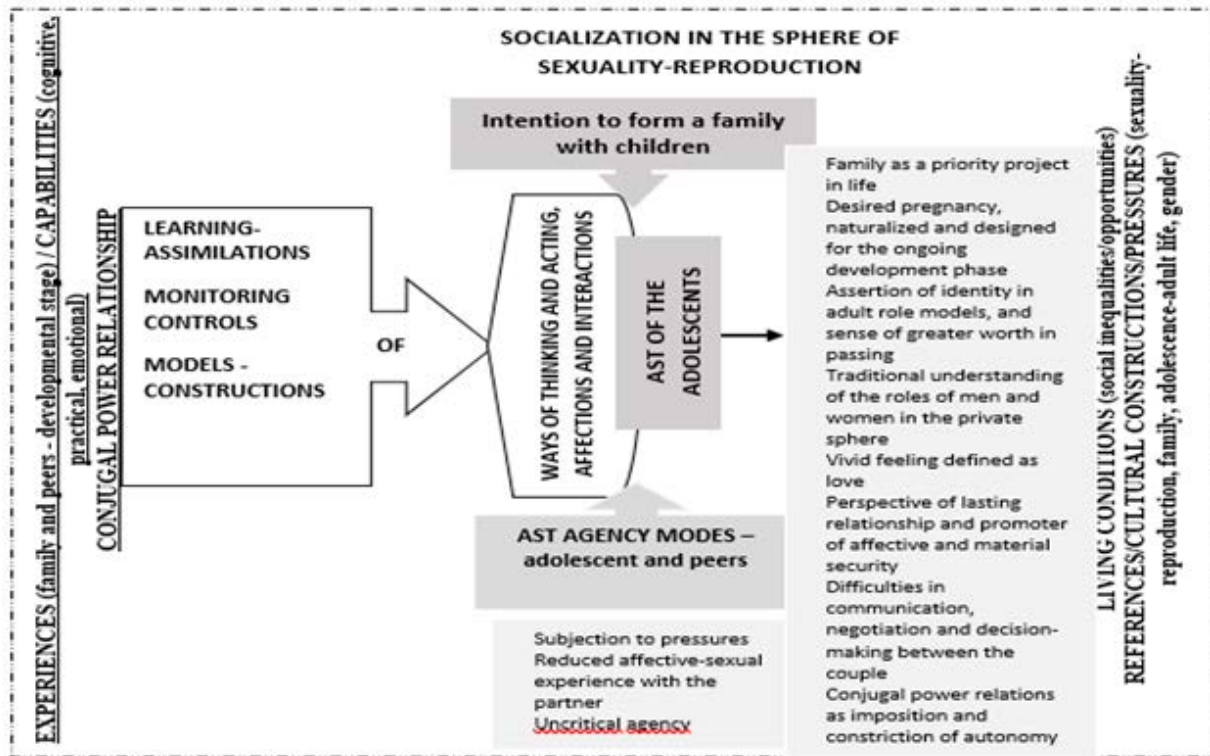 SOCIALIZATION IN THE SPHERE OF
SEXUALITY-REPRODUCTION
EXPERIENCES (family and peers - developmental stage) / CAPABILITIES (cognitive,
practical, emotional)
CONJUGAL POWER RELATIONSHIP
LEARNING-
ASSIMILATIONS
MONITORING
CONTROLS
MODELS -
CONSTRUCTIONS
OF
Intention to form a family
with children
WAYS OF THINKING AND ACTING,
AFFECTIONS AND INTERACTIONS
AST OF THE
ADOLESCENTS
AST AGENCY MODES –
adolescent and peers
Subjection to pressures
Reduced affective-sexual
experience with the
partner
Uncritical agency
Family as a priority project
in life
Desired pregnancy,
naturalized and designed
for the ongoing
development phase
Assertion of identity in
adult role models, and
sense of greater worth in
passing
Traditional understanding
of the roles of men and
women in the private
sphere
Vivid feeling defined as
love
Perspective of lasting
relationship and promoter
of affective and material
security
Difficulties in
communication,
negotiation and decision-
making between the
couple
Conjugal power relations
as imposition and
constriction of autonomy
LIVING CONDITIONS (social inequalities/opportunities)
REFERENCES/CULTURAL CONSTRUCTIONS/PRESSURES (sexuality-
reproduction, family, adolescence-adult life, gender)